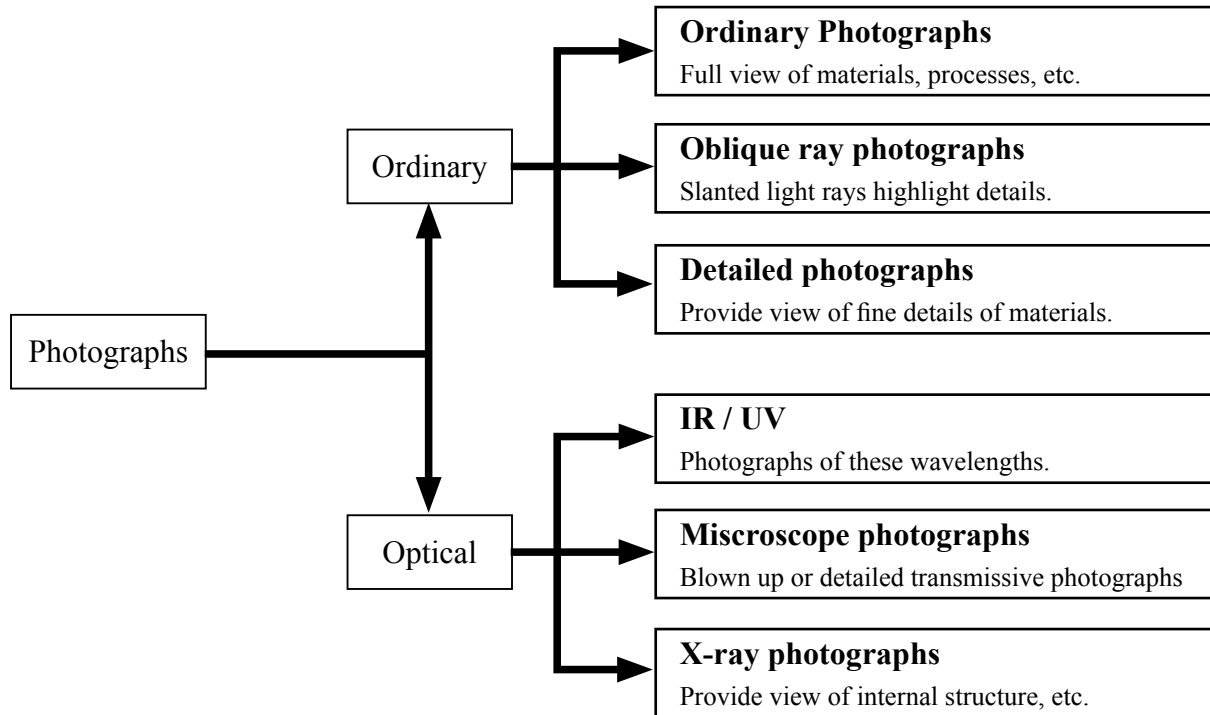 Photographs
Ordinary
Ordinary Photographs
Full view of materials, processes, etc.
Oblique ray photographs
Slanted light rays highlight details.
Detailed photographs
Provide view of fine details of materials.
Optical
IR / UV
Photographs of these wavelengths.
Miscroscope photographs
Blown up or detailed transmissive photographs
X-ray photographs
Provide view of internal structure, etc.